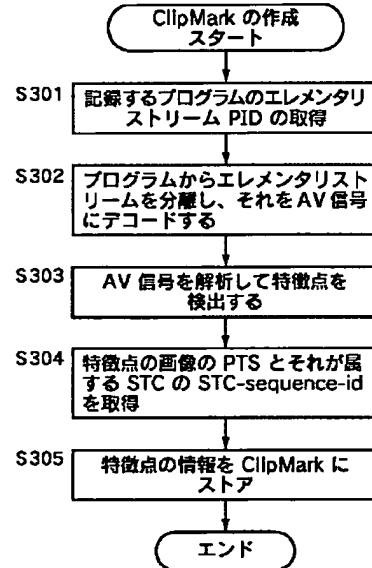 ClipMark の作成
スタート
S301
記録するプログラムのエレメンタリ
ストリーム PID の取得
S302
プログラムからエレメンタリスト
リームを分離し、それを AV 信号
にデコードする
S303
AV 信号を解析して特徴点を
検出する
S304
特徴点の画像の PTS とそれが属
する STC の STC-sequence-id
を取得
S305
特徴点の情報を ClipMark に
ストア
エンド